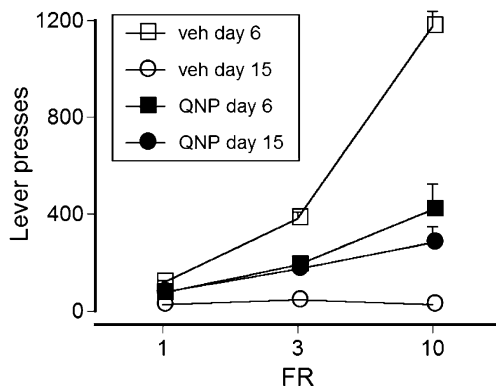 1200
800
400
0
Lever presses
veh day 6
veh day 15
QNP day 6
QNP day 15
1 3 10
FR